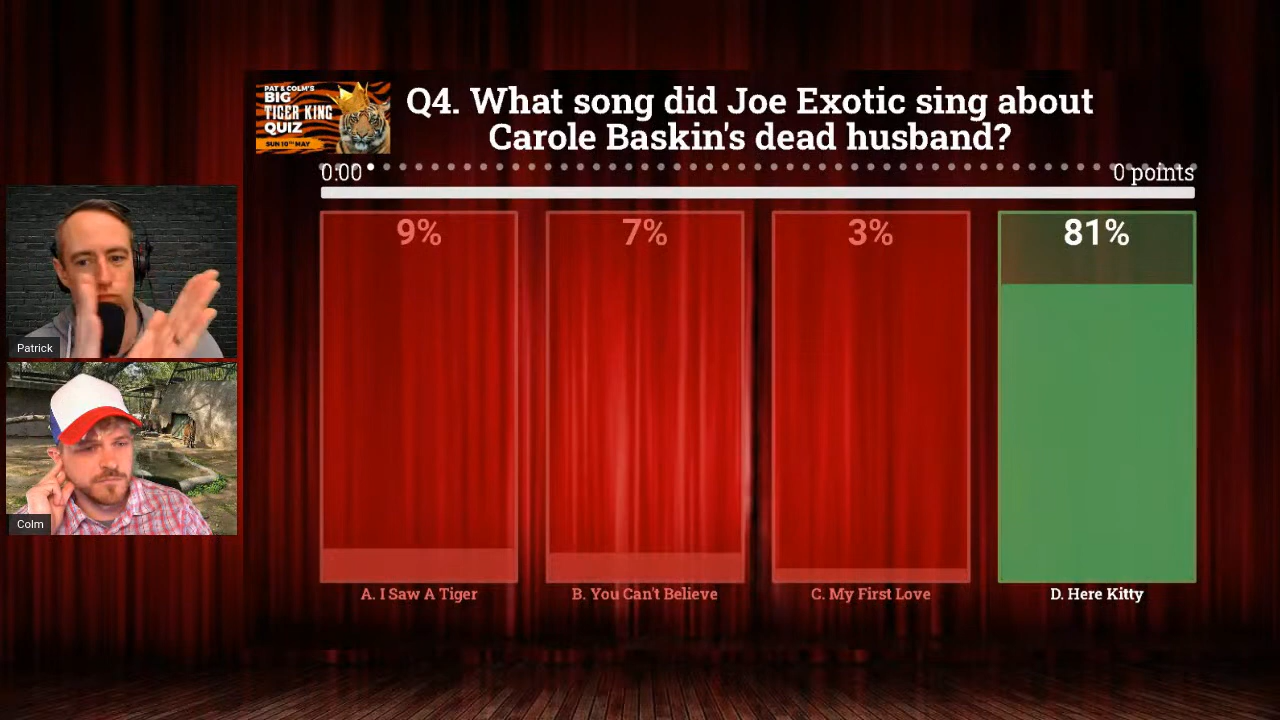 PAT & COLM'S
BIG
TIGER KING
QUIZ
SUN 10TH MAY
Q4. What song did Joe Exotic sing about
Carole Baskin's dead husband?
0:00
0 points
9%
7%
3%
81%
Patrick
Colm
A. I Saw A Tiger
B. You Can't Believe
C. My First Love
D. Here Kitty